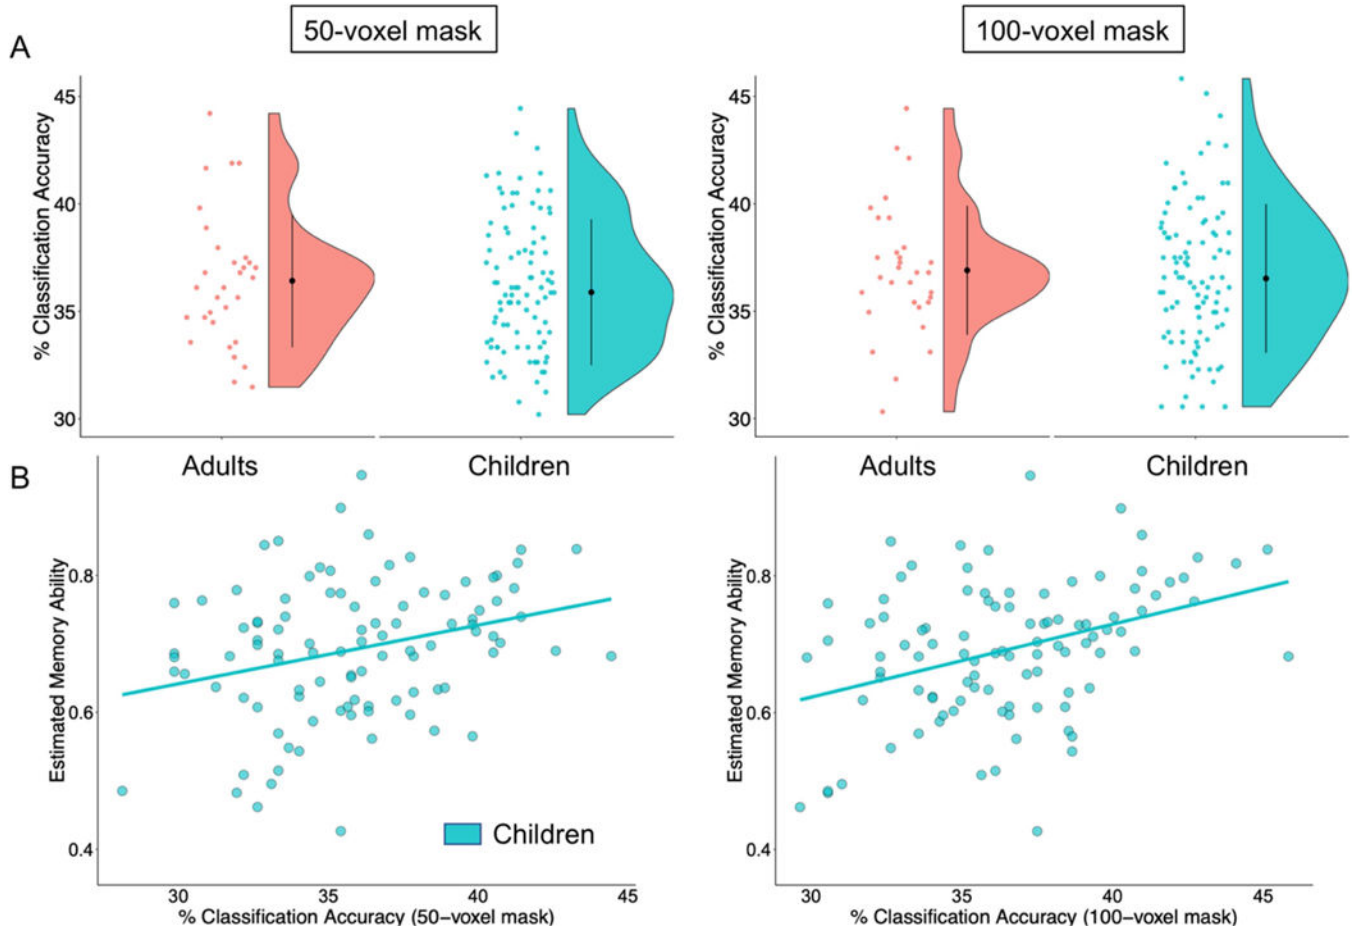 50-voxel mask
100-voxel mask
A
% Classification Accuracy
45
40
35
30
% Classification Accuracy
45
40
35
30
Adults
Children
Adults
Children
B
Estimated Memory Ability
0.8
0.6
0.4
Children
30
35
40
45
% Classification Accuracy (50−voxel mask)
Estimated Memory Ability
0.8
0.6
0.4
30
35
40
45
% Classification Accuracy (100−voxel mask)